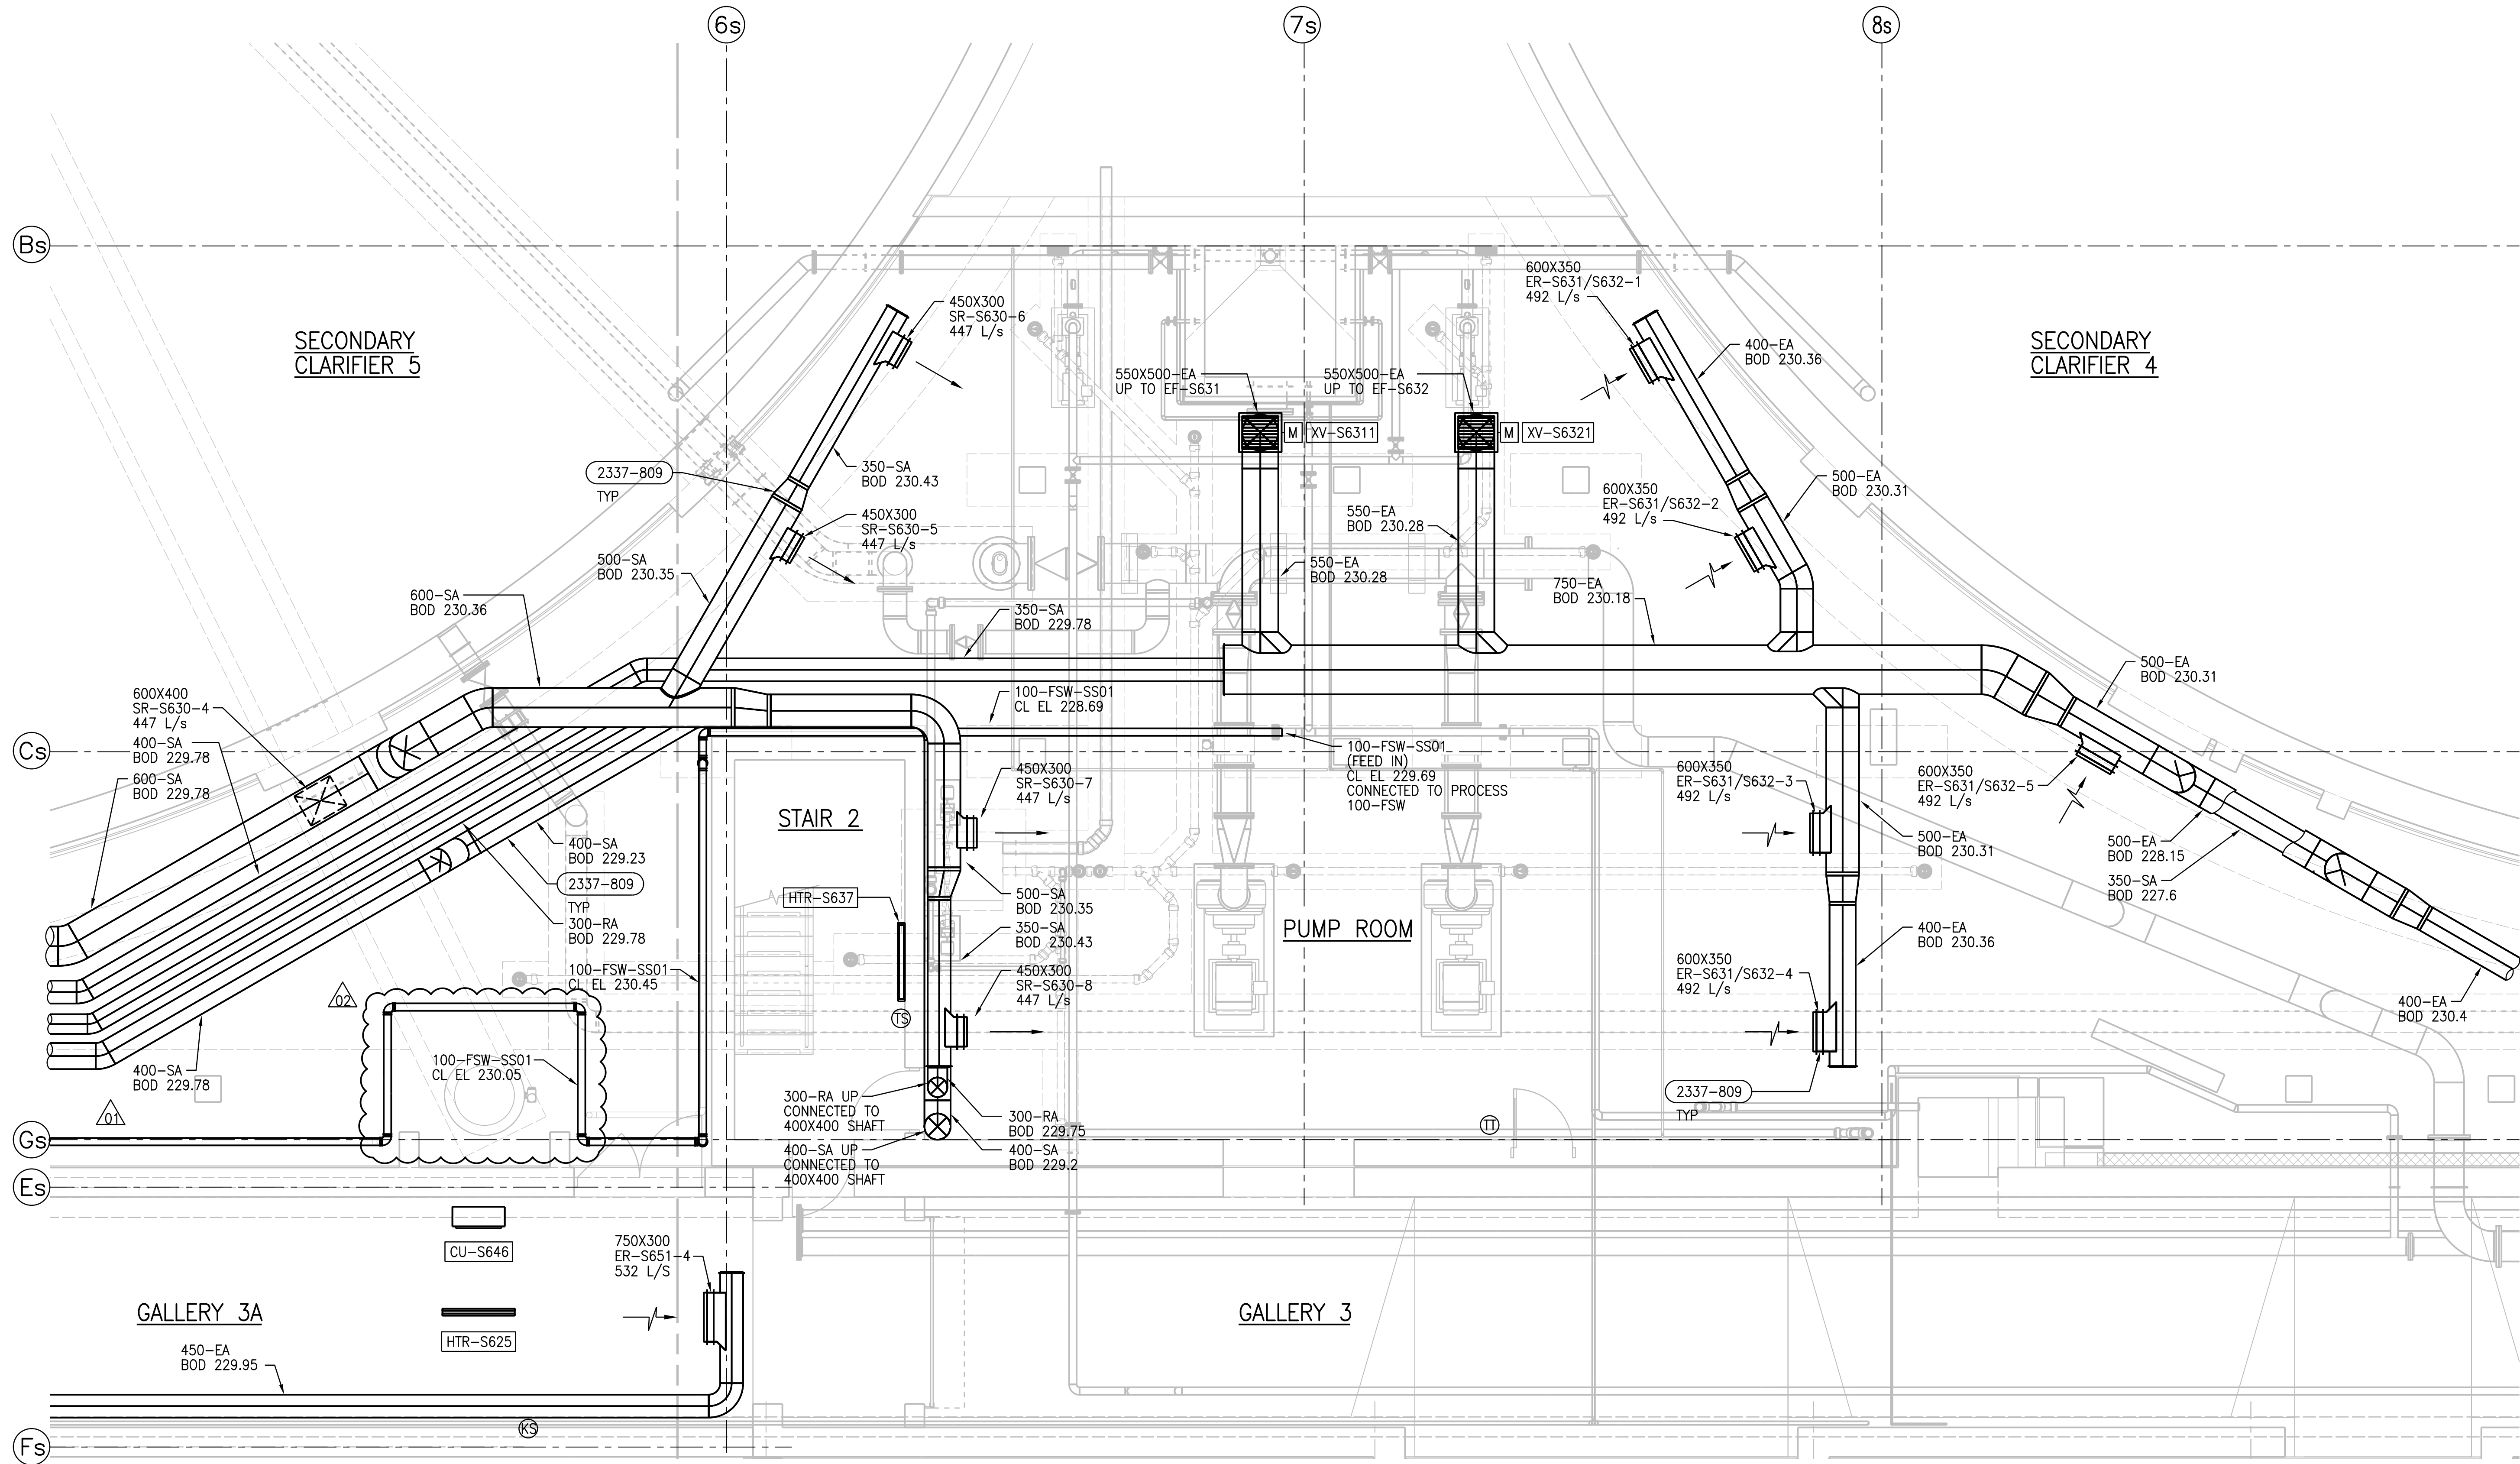 6s
7s
8s
Bs
SECONDARY
CLARIFIER 5
450X300
SR-S630-6
447 L/s
600X350
ER-S631/S632-1
492 L/s
400-EA
BOD 230.36
SECONDARY
CLARIFIER 4
550X500-EA
UP TO EF-S631
550X500-EA
UP TO EF-S632
M
XV-S6311
M
XV-S6321
2337-809
TYP
350-SA
BOD 230.43
450X300
SR-S630-5
447 L/s
500-SA
BOD 230.35
550-EA
BOD 230.28
550-EA
BOD 230.28
600X350
ER-S631/S632-2
492 L/s
500-EA
BOD 230.31
750-EA
BOD 230.18
600-SA
BOD 230.36
350-SA
BOD 229.78
500-EA
BOD 230.31
600X400
SR-S630-4
447 L/s
400-SA
BOD 229.78
600-SA
BOD 229.78
100-FSW-SS01
CL EL 228.69
Cs
100-FSW-SS01
(FEED IN)
CL EL 229.69
CONNECTED TO PROCESS
100-FSW
450X300
SR-S630-7
447 L/s
600X350
ER-S631/S632-3
492 L/s
600X350
ER-S631/S632-5
492 L/s
STAIR 2
400-SA
BOD 229.23
2337-809
TYP
300-RA
BOD 229.78
500-EA
BOD 230.31
500-EA
BOD 228.15
350-SA
BOD 227.6
HTR-S637
500-SA
BOD 230.35
350-SA
BOD 230.43
PUMP ROOM
400-EA
BOD 230.36
100-FSW-SS01
CL EL 230.45
450X300
SR-S630-8
447 L/s
600X350
ER-S631/S632-4
492 L/s
400-EA
BOD 230.4
02
TS
100-FSW-SS01
CL EL 230.05
400-SA
BOD 229.78
01
300-RA UP
CONNECTED TO
400X400 SHAFT
300-RA
BOD 229.75
2337-809
TYP
TT
Gs
400-SA UP
CONNECTED TO
400X400 SHAFT
400-SA
BOD 229.2
Es
CU-S646
750X300
ER-S651-4
532 L/S
GALLERY 3A
HTR-S625
GALLERY 3
450-EA
BOD 229.95
KS
Fs